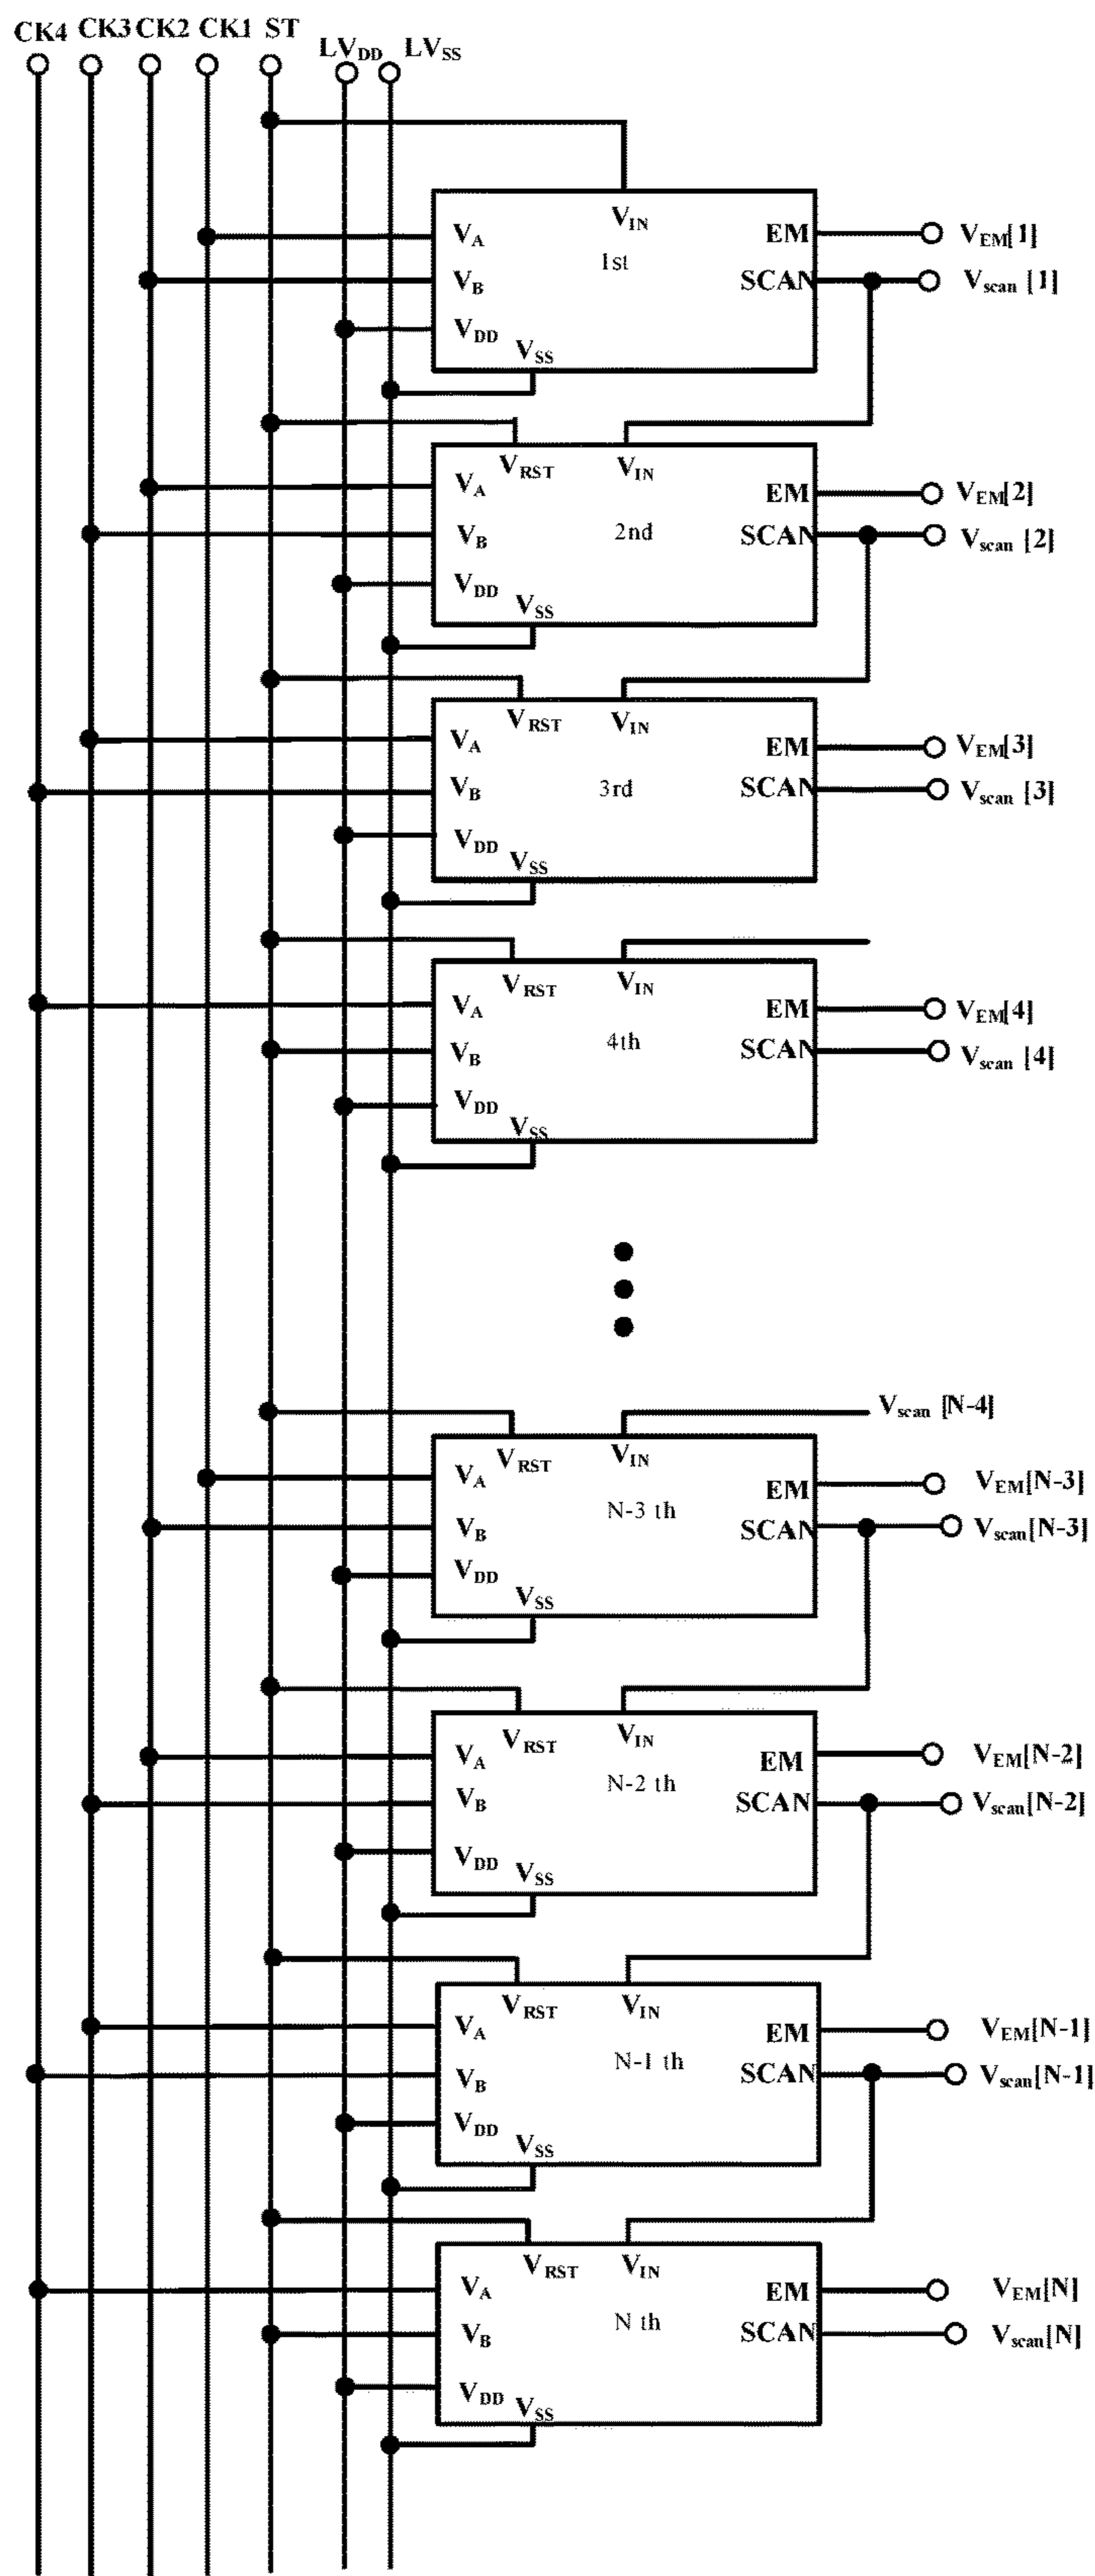 CK4 CK3 CK2 CK1 ST LVDD LVSS
VIN
VA EM VEM[1]
1st
VB SCAN Vscan [1]
VDD
VSS
VRST VIN
VA EM VEM[2]
VB 2nd SCAN Vscan [2]
VDD
VSS
VRST VIN
VA EM VEM[3]
VB 3rd SCAN Vscan [3]
VDD
VSS
VRST VIN
VA EM VEM[4]
4th
VB SCAN Vscan [4]
VDD
VSS
Vscan [N-4]
VRST VIN
VA EM VEM[N-3]
N-3 th
VB SCAN Vscan[N-3]
VDD
VSS
VRST VIN
VA EM VEM[N-2]
N-2 th
VB SCAN Vscan[N-2]
VDD
VSS
VRST VIN
VA EM VEM[N-1]
N-1 th
VB SCAN Vscan[N-1]
VDD
VSS
VRST VIN
VA EM VEM[N]
N th
VB SCAN Vscan[N]
VDD
VSS